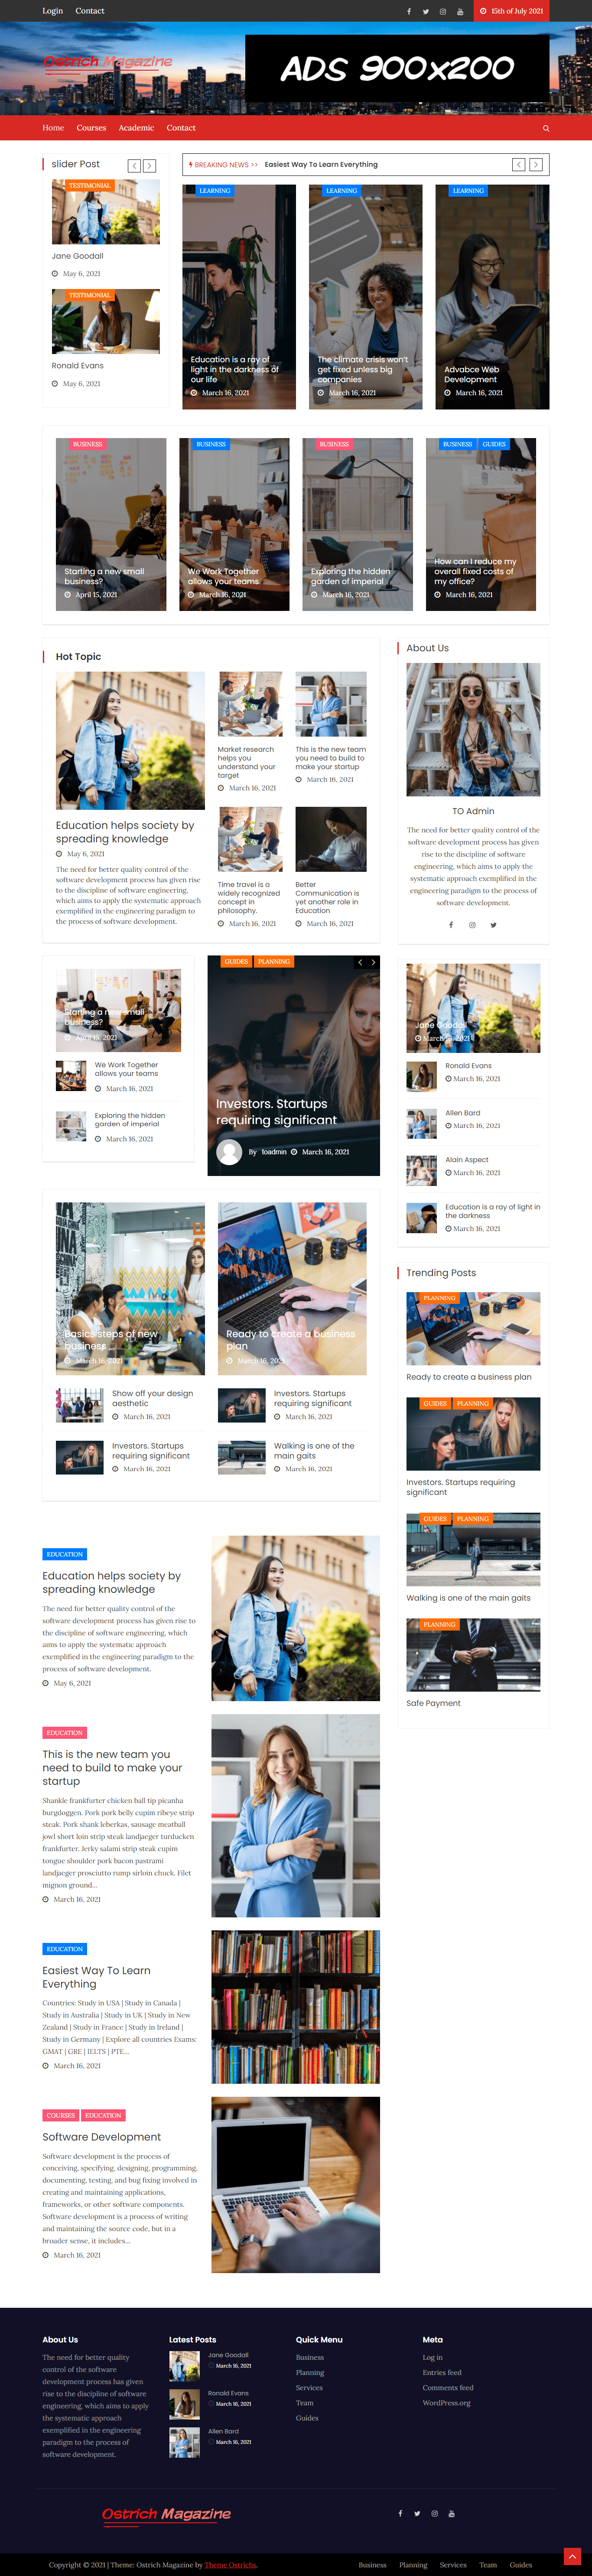 Login Contact
15th of July 2021
Ostrich Magazine
ADS 900x200
Home Courses Academic Contact
slider Post
TESTIMONIAL
Jane Goodall
May 6, 2021
TESTIMONIAL
Ronald Evans
May 6, 2021
BREAKING NEWS >> Easiest Way To Learn Everything
LEARNING
Education is a ray of
light in the darkness of
our life
March 16, 2021
LEARNING
The climate crisis won't
get fixed unless big
companies
March 16, 2021
LEARNING
Advabce Web
Development
March 16, 2021
BUSINESS
Starting a new small
business?
April 15, 2021
BUSINESS
We Work Together
allows your teams
March 16, 2021
BUSINESS
Exploring the hidden
garden of imperial
March 16, 2021
BUSINESS GUIDES
How can I reduce my
overall fixed costs of
my office?
March 16, 2021
Hot Topic
Education helps society by
spreading knowledge
May 6, 2021
The need for better quality control of the
software development process has given rise
to the discipline of software engineering,
which aims to apply the systematic approach
exemplified in the engineering paradigm to
the process of software development.
Market research
helps you
understand your
target
March 16, 2021
This is the new team
you need to build to
make your startup
March 16, 2021
Time travel is a
widely recognized
concept in
philosophy.
March 16, 2021
Better
Communication is
yet another role in
Education
March 16, 2021
About Us
TO Admin
The need for better quality control of the
software development process has given
rise to the discipline of software
engineering, which aims to apply the
systematic approach exemplified in the
engineering paradigm to the process of
software development.
Starting a new small
business?
April 15, 2021
We Work Together
allows your teams
March 16, 2021
Exploring the hidden
garden of imperial
March 16, 2021
GUIDES PLANNING
Investors. Startups
requiring significant
By toadmin March 16, 2021
Jane Goodall
March 16, 2021
Ronald Evans
March 16, 2021
Allen Bard
March 16, 2021
Alain Aspect
March 16, 2021
Education is a ray of light in
the darkness
March 16, 2021
Basics steps of new
business
March 16, 2021
Show off your design
aesthetic
March 16, 2021
Investors. Startups
requiring significant
March 16, 2021
Ready to create a business
plan
March 16, 2021
Investors. Startups
requiring significant
March 16, 2021
Walking is one of the
main gaits
March 16, 2021
Trending Posts
PLANNING
Ready to create a business plan
GUIDES PLANNING
Investors. Startups requiring
significant
GUIDES PLANNING
Walking is one of the main gaits
PLANNING
Safe Payment
EDUCATION
Education helps society by
spreading knowledge
The need for better quality control of the
software development process has given rise to
the discipline of software engineering, which
aims to apply the systematic approach
exemplified in the engineering paradigm to the
process of software development.
May 6, 2021
EDUCATION
This is the new team you
need to build to make your
startup
Shankle frankfurter chicken ball tip picanha
burgdoggen. Pork pork belly cupim ribeye strip
steak. Pork shank leberkas, sausage meatball
jowl short loin strip steak landjaeger turducken
frankfurter. Jerky salami strip steak cupim
tongue shoulder pork bacon pastrami
landjaeger prosciutto rump sirloin chuck. Filet
mignon ground...
March 16, 2021
EDUCATION
Easiest Way To Learn
Everything
Countries: Study in USA | Study in Canada |
Study in Australia | Study in UK | Study in New
Zealand | Study in France | Study in Ireland |
Study in Germany | Explore all countries Exams:
GMAT | GRE | IELTS | PTE...
March 16, 2021
COURSES EDUCATION
Software Development
Software development is the process of
conceiving, specifying, designing, programming,
documenting, testing, and bug fixing involved in
creating and maintaining applications,
frameworks, or other software components.
Software development is a process of writing
and maintaining the source code, but in a
broader sense, it includes...
March 16, 2021
About Us
The need for better quality
control of the software
development process has given
rise to the discipline of software
engineering, which aims to apply
the systematic approach
exemplified in the engineering
paradigm to the process of
software development.
Latest Posts
Jane Goodall
March 16, 2021
Ronald Evans
March 16, 2021
Allen Bard
March 16, 2021
Quick Menu
Business
Planning
Services
Team
Guides
Meta
Log in
Entries feed
Comments feed
WordPress.org
Ostrich Magazine
Copyright © 2021 | Theme: Ostrich Magazine by Theme Ostrichs.
Business Planning Services Team Guides